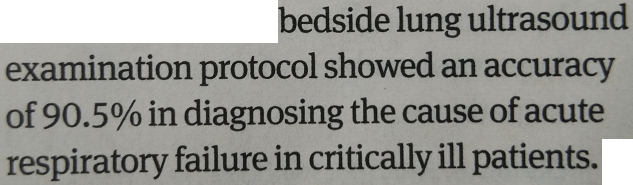 bedside lung ultrasound
examination protocol showed an accuracy
of 90.5% in diagnosing the cause of acute
respiratory failure in critically ill patients.